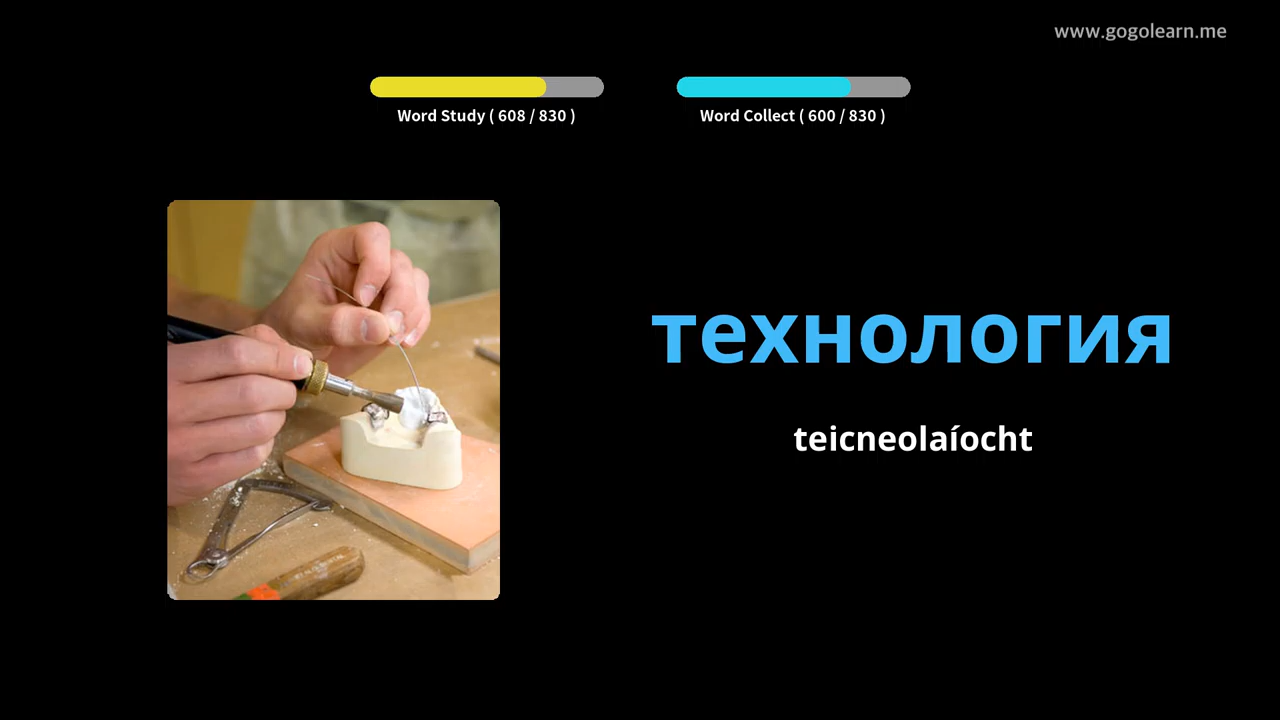 www.gogolearn.me
Word Study ( 608 / 830 )
Word Collect ( 600 / 830 )
технология
teicneolaíocht